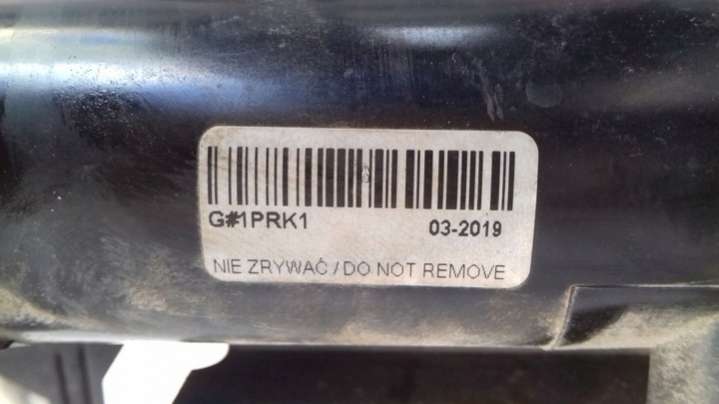 G#1PRK1 03-2019
NIE ZRYWAĆ / DO NOT REMOVE